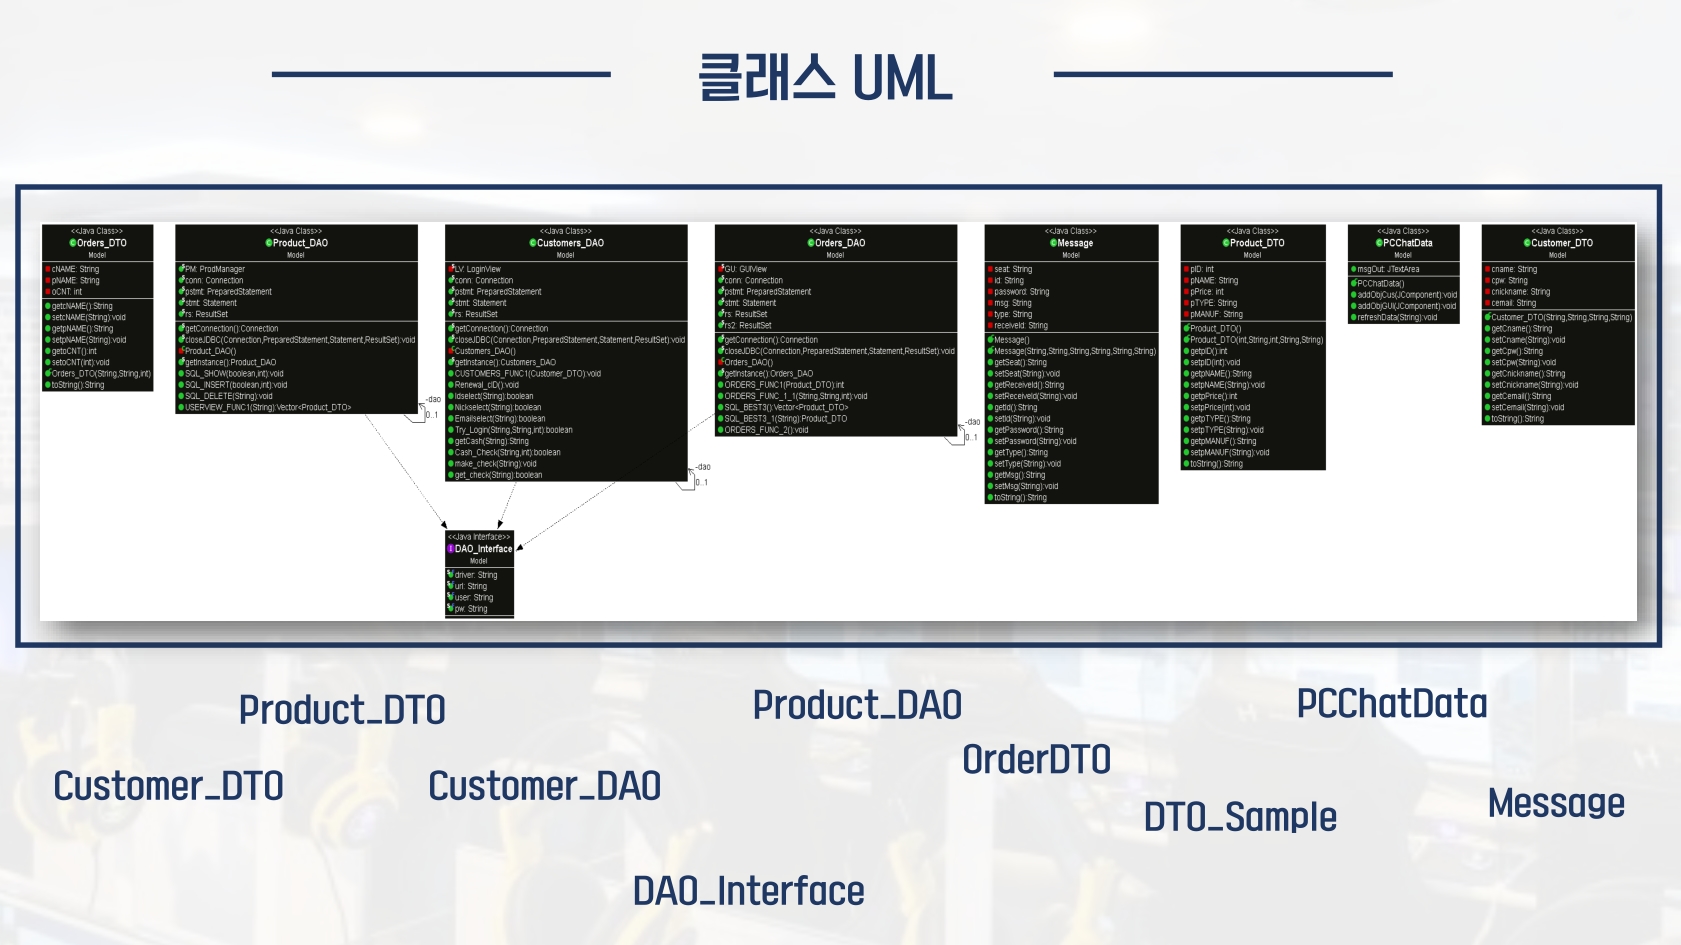 클래스 UML
<<Java Class>>
Orders_DTO
Model
cNAME: String
pNAME: String
oCNT: int
getcNAME():String
setcNAME(String):void
getpNAME():String
setpNAME(String):void
getoCNT():int
setoCNT(int):void
Orders_DTO(String,String,int)
toString():String
<<Java Class>>
Product_DAO
Model
PM: ProdManager
conn: Connection
pstmt: PreparedStatement
stmt: Statement
rs: ResultSet
getConnection():Connection
closeJDBC(Connection,PreparedStatement,Statement,ResultSet):void
Product_DAO()
getInstance():Product_DAO
SQL_SHOW(boolean,int):void
SQL_INSERT(boolean,int):void
SQL_DELETE(String):void
USERVIEW_FUNC1(String):Vector<Product_DTO>
-dao
0..1
<<Java Class>>
Customers_DAO
Model
LV: LoginView
conn: Connection
pstmt: PreparedStatement
stmt: Statement
rs: ResultSet
getConnection():Connection
closeJDBC(Connection,PreparedStatement,Statement,ResultSet):void
Customers_DAO()
getInstance():Customers_DAO
CUSTOMERS_FUNC1(Customer_DTO):void
Renewal_cID():void
Idselect(String):boolean
Nickselect(String):boolean
Emailselect(String):boolean
Try_Login(String,String,int):boolean
getCash(String):String
Cash_Check(String,int):boolean
make_check(String):void
get_check(String):boolean
-dao
0..1
<<Java Class>>
Orders_DAO
Model
GU: GUIView
conn: Connection
pstmt: PreparedStatement
stmt: Statement
rs: ResultSet
rs2: ResultSet
getConnection():Connection
closeJDBC(Connection,PreparedStatement,Statement,ResultSet):void
Orders_DAO()
getInstance():Orders_DAO
ORDERS_FUNC1(Product_DTO):int
ORDERS_FUNC_1_1(String,String,int):void
SQL_BEST3():Vector<Product_DTO>
SQL_BEST3_1(String):Product_DTO
ORDERS_FUNC_2():void
-dao
0..1
<<Java Class>>
Message
Model
seat: String
id: String
password: String
msg: String
type: String
receiveId: String
Message()
Message(String,String,String,String,String,String)
getSeat():String
setSeat(String):void
getReceiveId():String
setReceiveId(String):void
getId():String
setId(String):void
getPassword():String
setPassword(String):void
getType():String
setType(String):void
getMsg():String
setMsg(String):void
toString():String
<<Java Class>>
Product_DTO
Model
pID: int
pNAME: String
pPrice: int
pTYPE: String
pMANUF: String
Product_DTO()
Product_DTO(int,String,int,String,String)
getpID():int
setpID(int):void
getpNAME():String
setpNAME(String):void
getpPrice():int
setpPrice(int):void
getpTYPE():String
setpTYPE(String):void
getpMANUF():String
setpMANUF(String):void
toString():String
<<Java Class>>
PCChatData
Model
msgOut: JTextArea
PCChatData()
addObjCus(JComponent):void
addObjGUI(JComponent):void
refreshData(String):void
<<Java Class>>
Customer_DTO
Model
cname: String
cpw: String
cnickname: String
cemail: String
Customer_DTO(String,String,String,String)
getCname():String
setCname(String):void
getCpw():String
setCpw(String):void
getCnickname():String
setCnickname(String):void
getCemail():String
setCemail(String):void
toString():String
<<Java Interface>>
DAO_Interface
Model
driver: String
url: String
user: String
pw: String
Product_DTO
Product_DAO
PCChatData
OrderDTO
Customer_DTO
Customer_DAO
DTO_Sample
Message
DAO_Interface